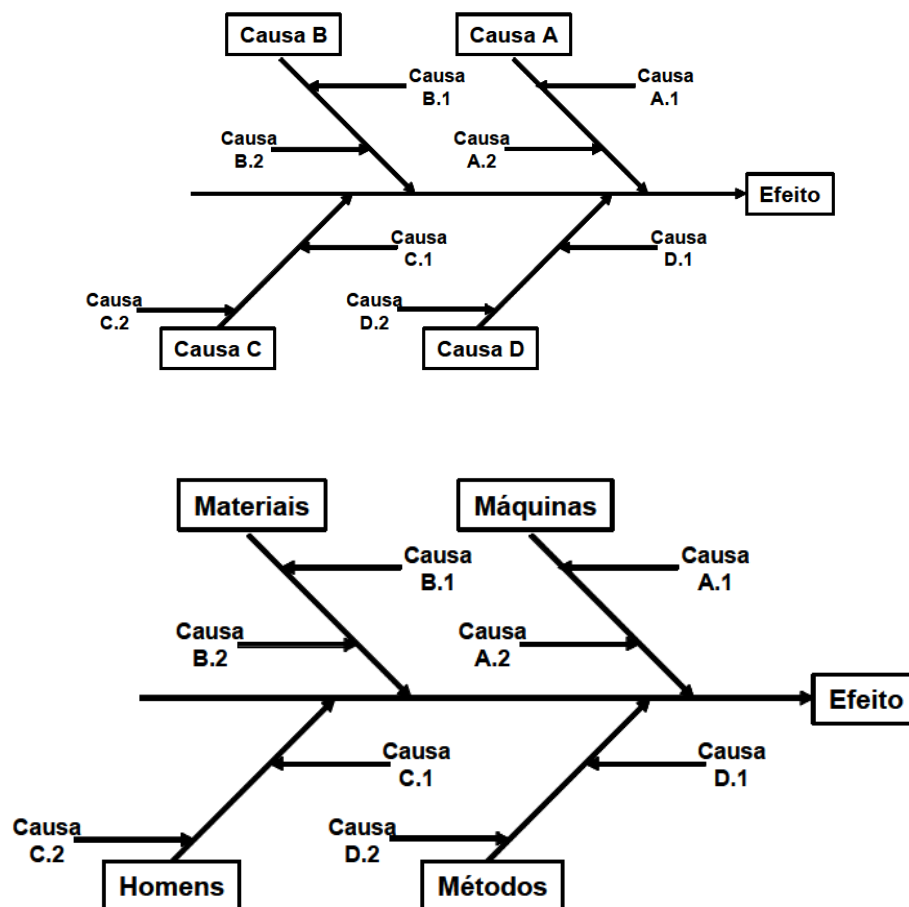 Causa B
Causa A
Causa
B.1
Causa
A.1
Causa
B.2
Causa
A.2
Efeito
Causa
C.1
Causa
D.1
Causa
C.2
Causa
D.2
Causa C
Causa D
Materiais
Máquinas
Causa
B.1
Causa
A.1
Causa
B.2
Causa
A.2
Efeito
Causa
C.1
Causa
D.1
Causa
C.2
Causa
D.2
Homens
Métodos